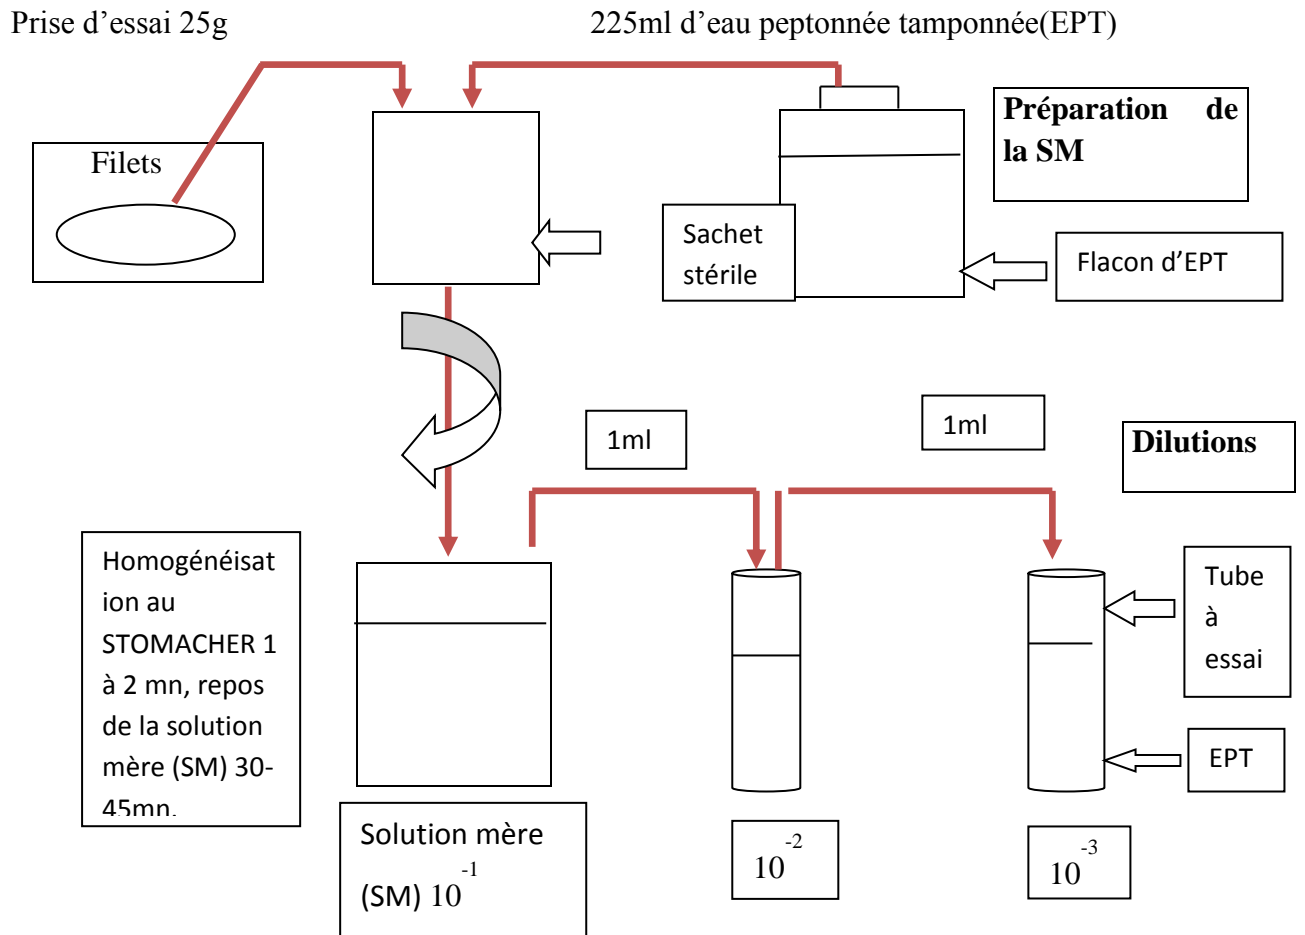 Prise d'essai 25g
225ml d'eau peptonnée tamponnée(EPT)
Préparation de
la SM
Filets
Sachet
stérile
Flacon d'EPT
1ml
1ml
Dilutions
Homogénéisat
ion au
STOMACHER 1
à 2 mn, repos
de la solution
mère (SM) 30-
45mn.
Tube
à
essai
EPT
Solution mère
(SM) 10⁻¹
10⁻²
10⁻³